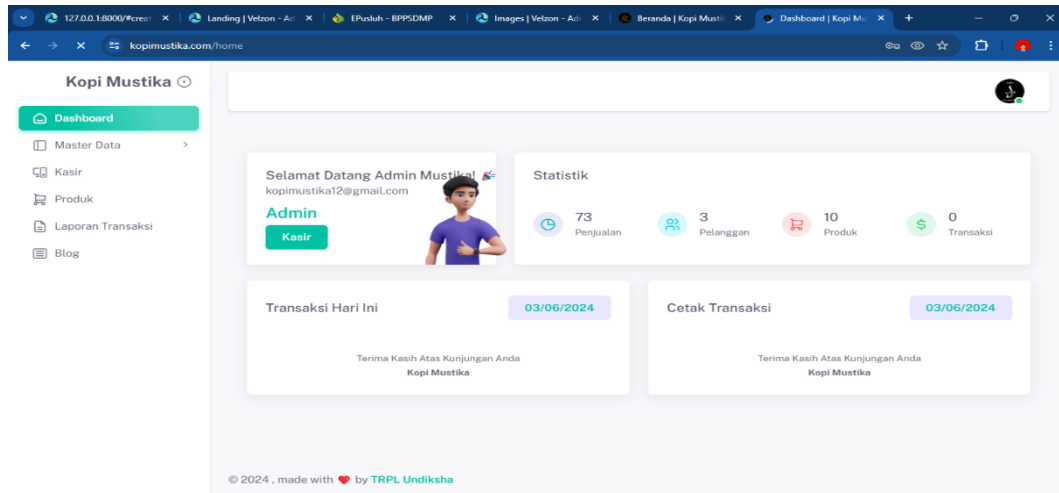 127.0.0.1:8000/#creat
Landing | Velzon - Ad
EPusluh - BPPSDMP
Images | Velzon - Adr
Beranda | Kopi Musti
Dashboard | Kopi Mu
kopimustika.com/home
Kopi Mustika
Dashboard
Master Data
Kasir
Produk
Laporan Transaksi
Blog
Selamat Datang Admin Mustika!
kopimustika12@gmail.com
Admin
Kasir
Statistik
73
Penjualan
3
Pelanggan
10
Produk
$
0
Transaksi
Transaksi Hari Ini
03/06/2024
Terima Kasih Atas Kunjungan Anda
Kopi Mustika
Cetak Transaksi
03/06/2024
Terima Kasih Atas Kunjungan Anda
Kopi Mustika
© 2024 , made with ❤️ by TRPL Undiksha